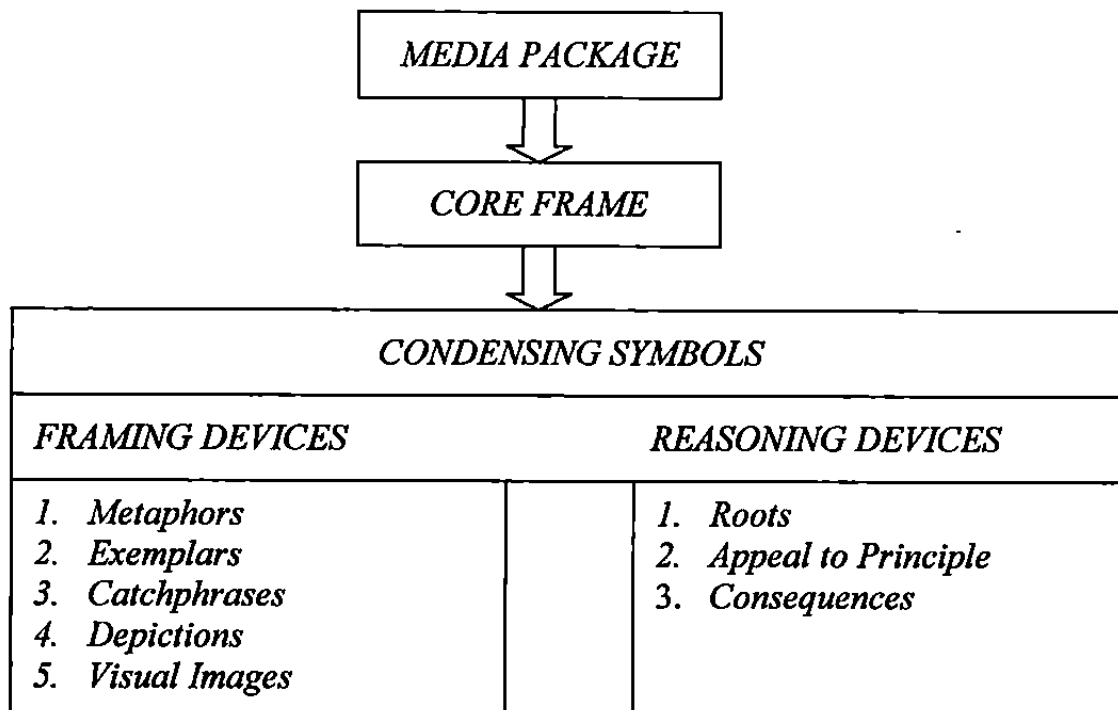 MEDIA PACKAGE
CORE FRAME
CONDENSING SYMBOLS
FRAMING DEVICES
REASONING DEVICES
1. Metaphors
2. Exemplars
3. Catchphrases
4. Depictions
5. Visual Images
1. Roots
2. Appeal to Principle
3. Consequences